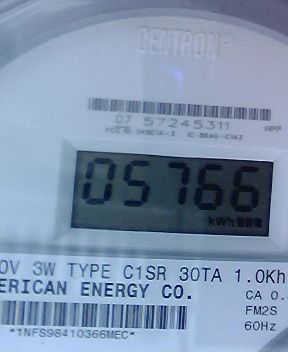 CENTRON®
07 57245311 NPP
05766
kWh
0V 3W TYPE C1SR 30TA 1.0Kh
ERICAN ENERGY CO.
CA 0.
FM2S
60Hz
*1NFS98410366MEC*